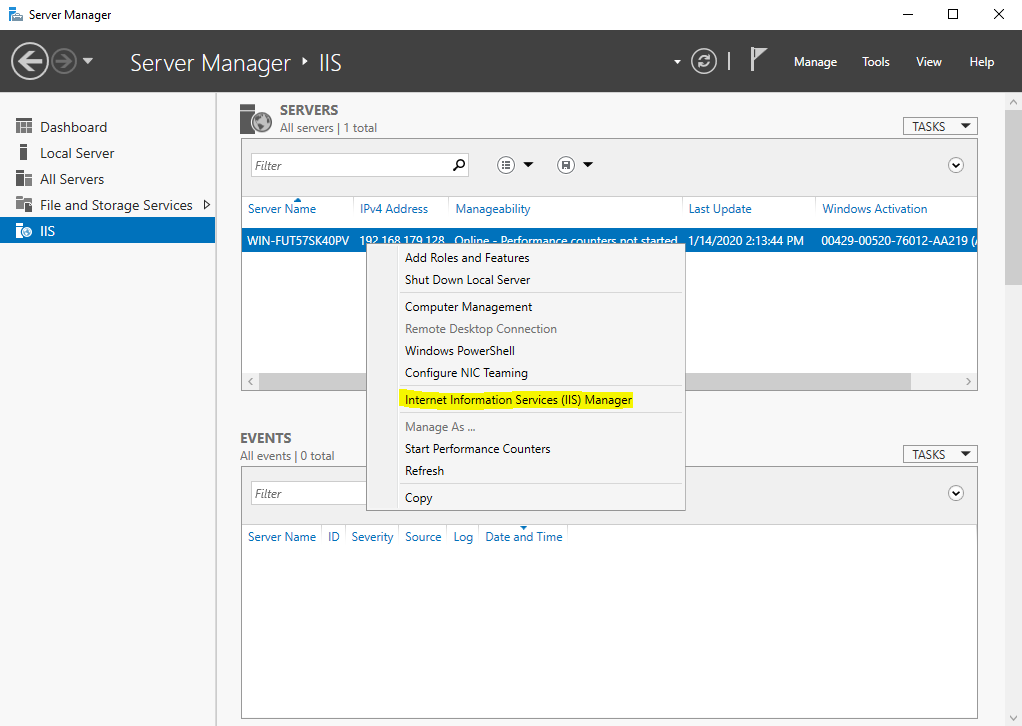 Server Manager
Server Manager ‣ IIS
Manage Tools View Help
Dashboard
Local Server
All Servers
File and Storage Services
IIS
SERVERS
All servers | 1 total
TASKS
Filter
Server Name IPv4 Address Manageability Last Update Windows Activation
WIN-FUT57SK40PV 192.168.179.128 Online - Performance counters not started 1/14/2020 2:13:44 PM 00429-00520-76012-AA219 (A
Add Roles and Features
Shut Down Local Server
Computer Management
Remote Desktop Connection
Windows PowerShell
Configure NIC Teaming
Internet Information Services (IIS) Manager
Manage As ...
Start Performance Counters
Refresh
Copy
EVENTS
All events | 0 total
TASKS
Filter
Server Name ID Severity Source Log Date and Time